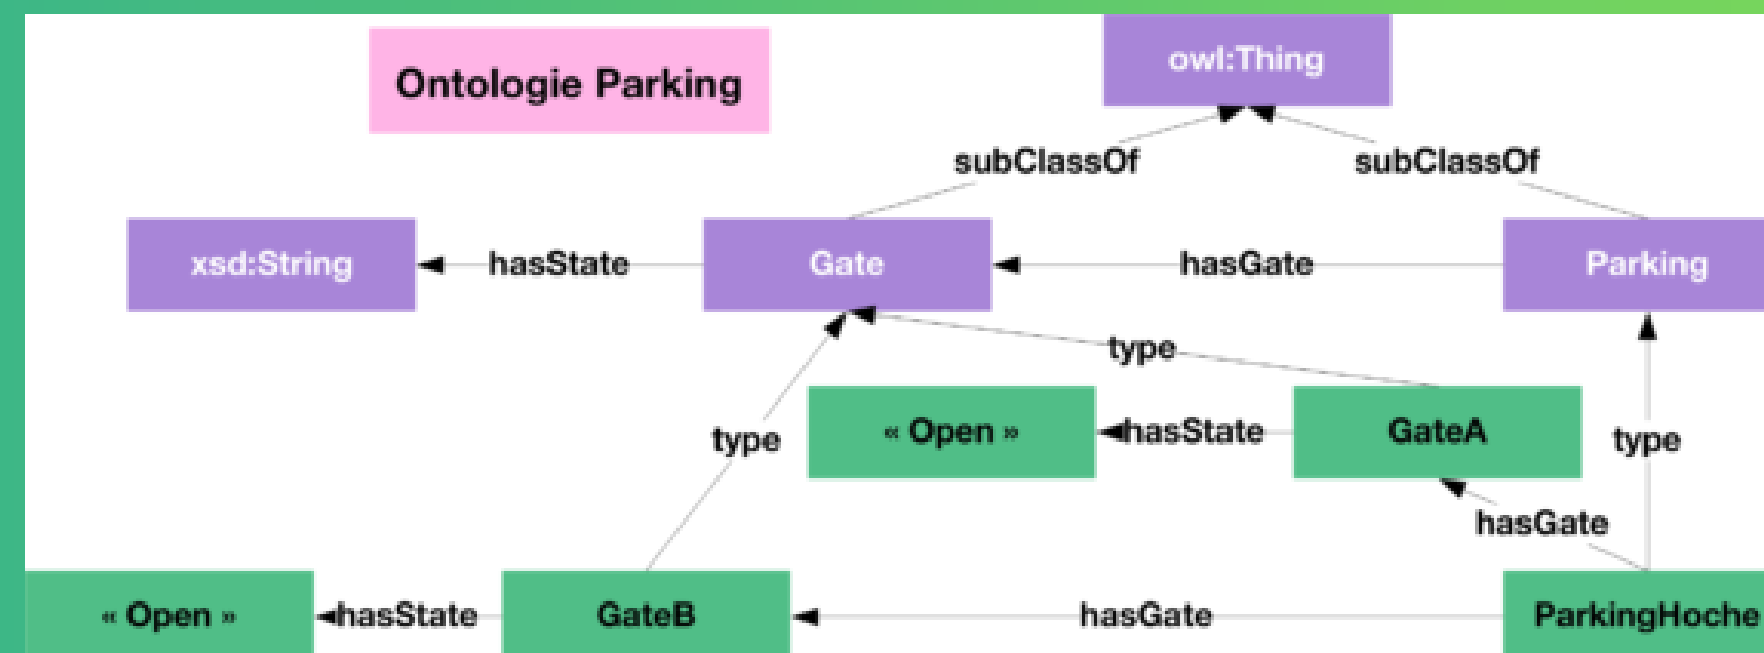 owl:Thing
Ontologie Parking
subClassOf subClassOf
xsd:String hasState Gate hasGate Parking
type
« Open » hasState GateA
type type
hasGate
« Open » hasState GateB hasGate ParkingHoche